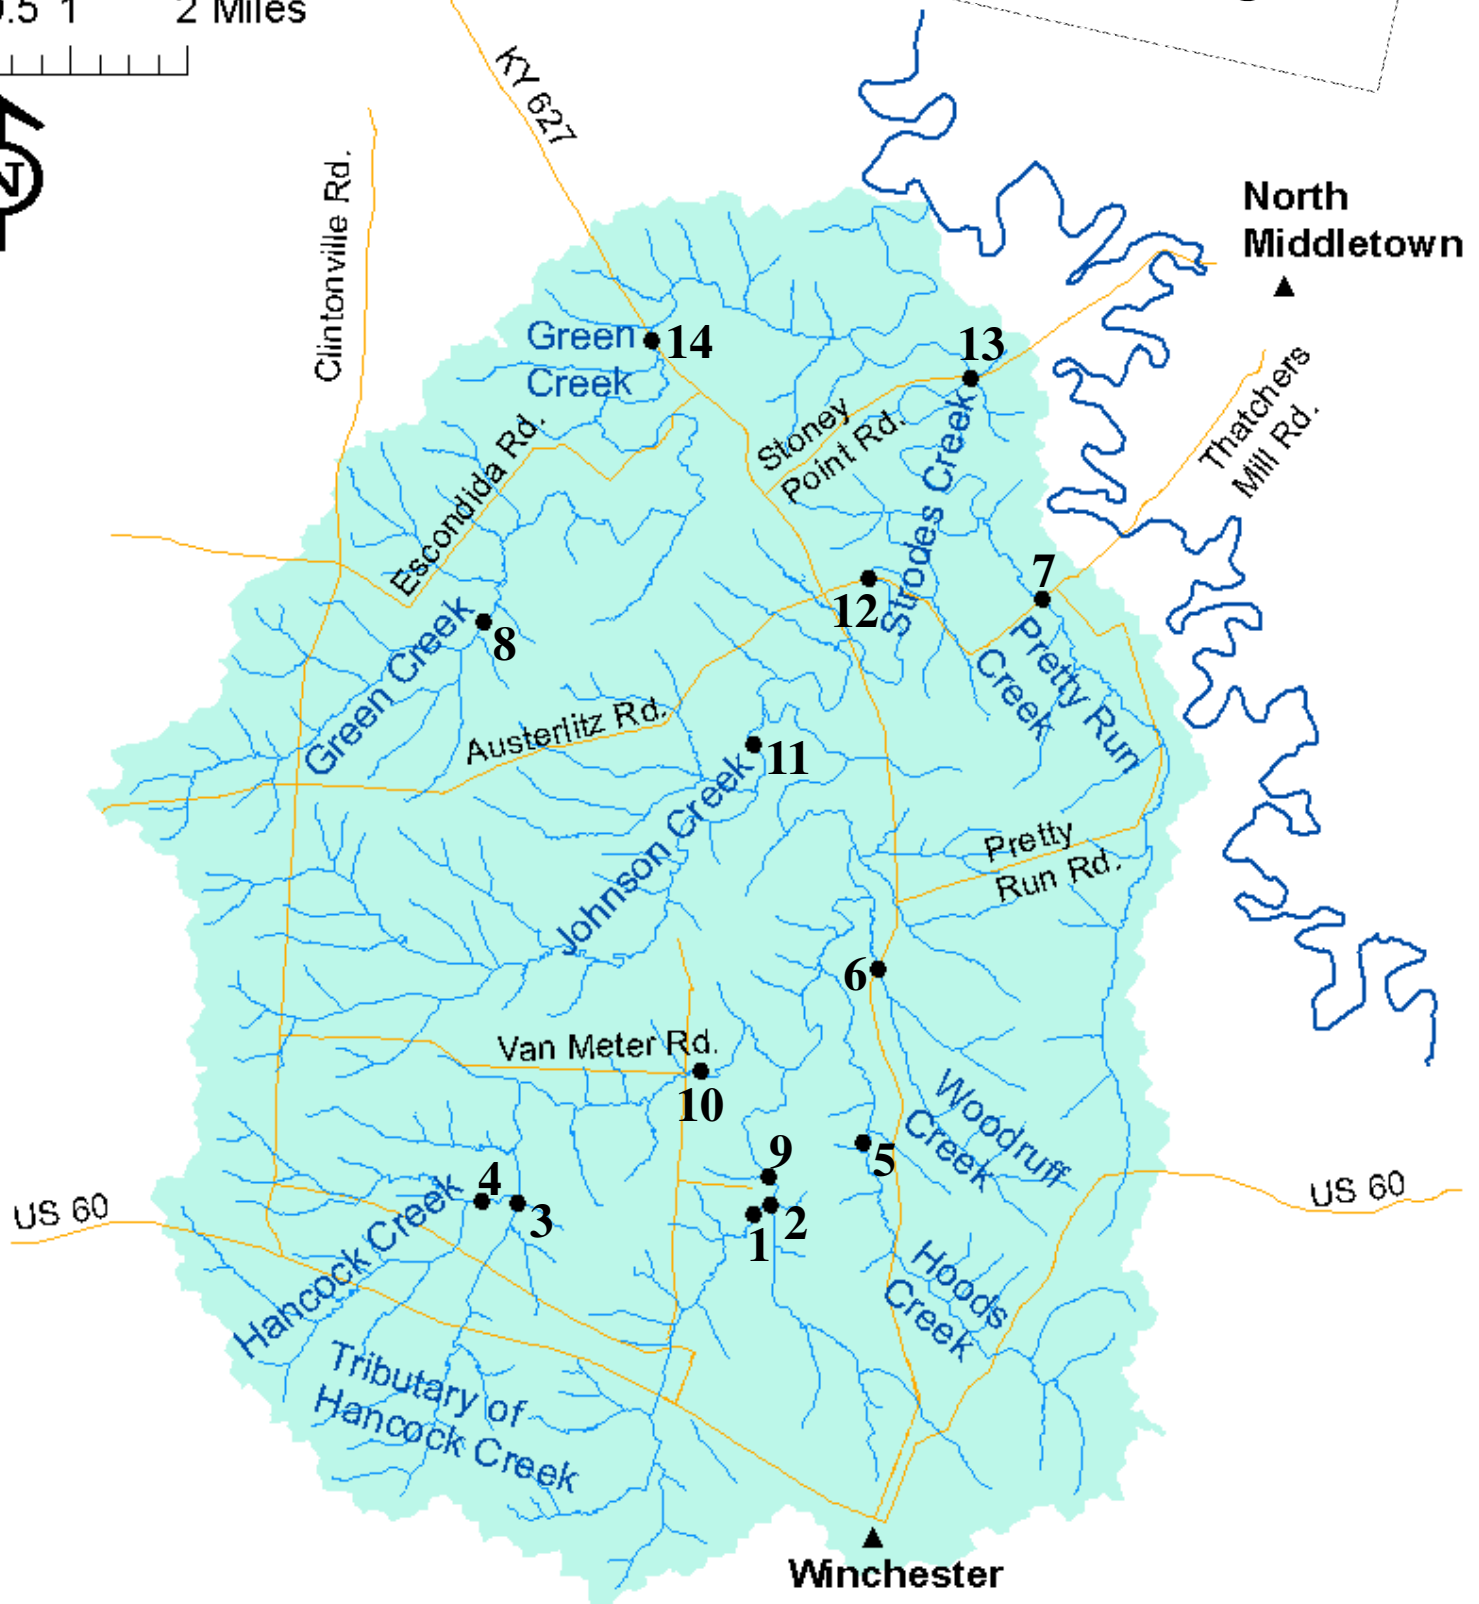 1
2 Miles
KY 627
N
Clintonville Rd.
North
Middletown
Green
Creek
14
13
Stoney
Point Rd.
Thatchers
Mill Rd.
Escondida Rd.
Strodes Creek
7
12
8
Green Creek
Pretty Run
Creek
Austerlitz Rd.
11
Johnson Creek
Pretty
Run Rd.
6
Van Meter Rd.
10
Woodruff
Creek
9
5
4
3
2
1
US 60
US 60
Hancock Creek
Hoods
Creek
Tributary of
Hancock Creek
Winchester